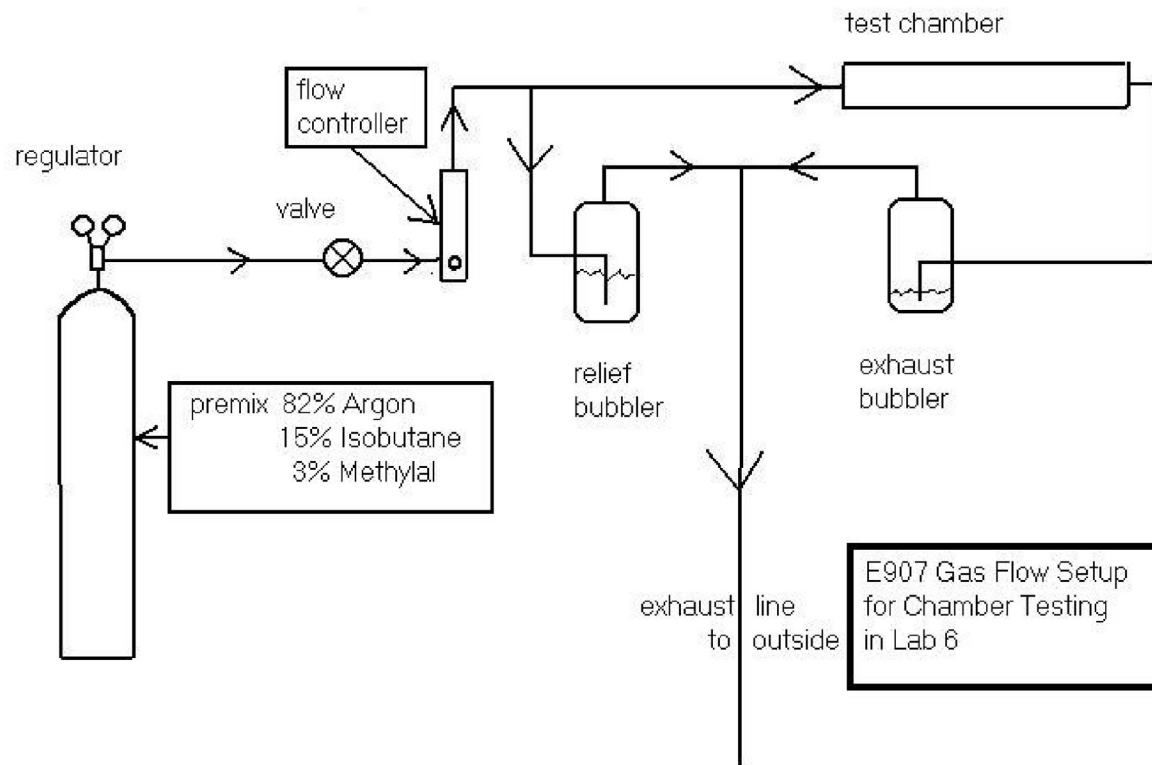 test chamber
flow
controller
regulator
valve
relief
bubbler
exhaust
bubbler
premix 82% Argon
15% Isobutane
3% Methylal
exhaust line
to outside
E907 Gas Flow Setup
for Chamber Testing
in Lab 6